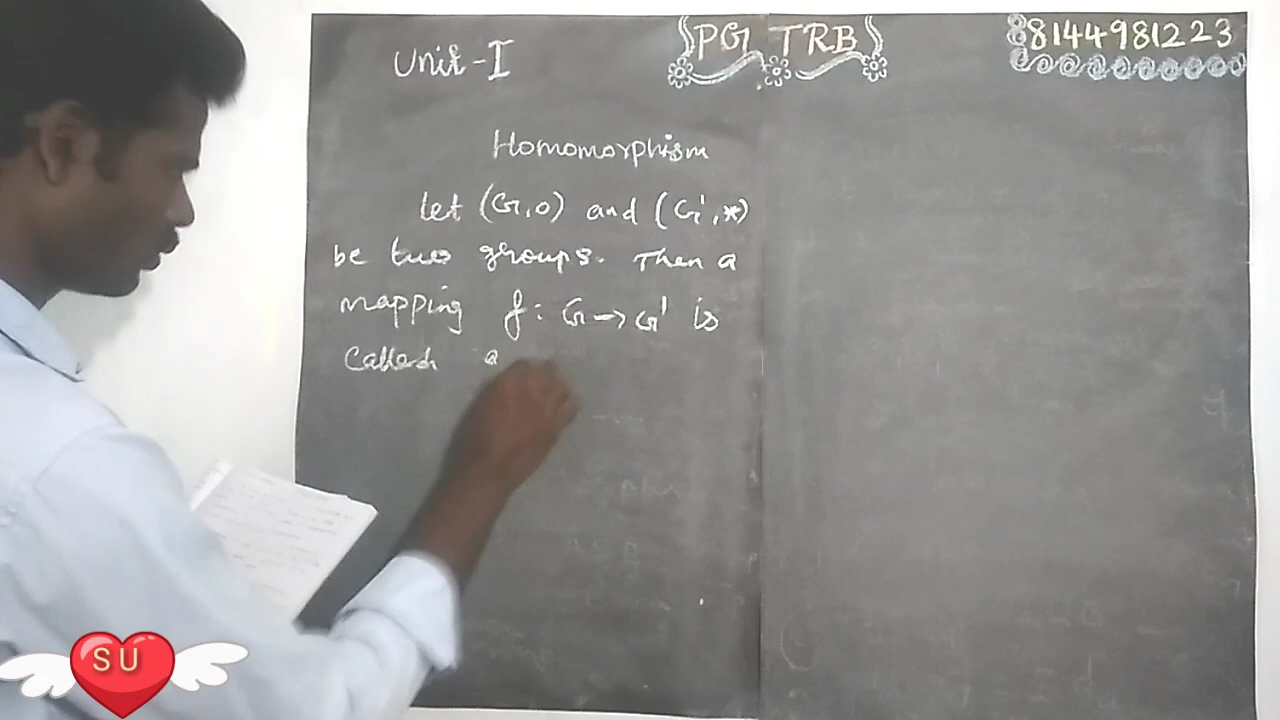 Unit-I
PG TRB
8144981223
Homomorphism
let (G,o) and (G',*)
be two groups. Then a
mapping f: G→G' is
called a
SU